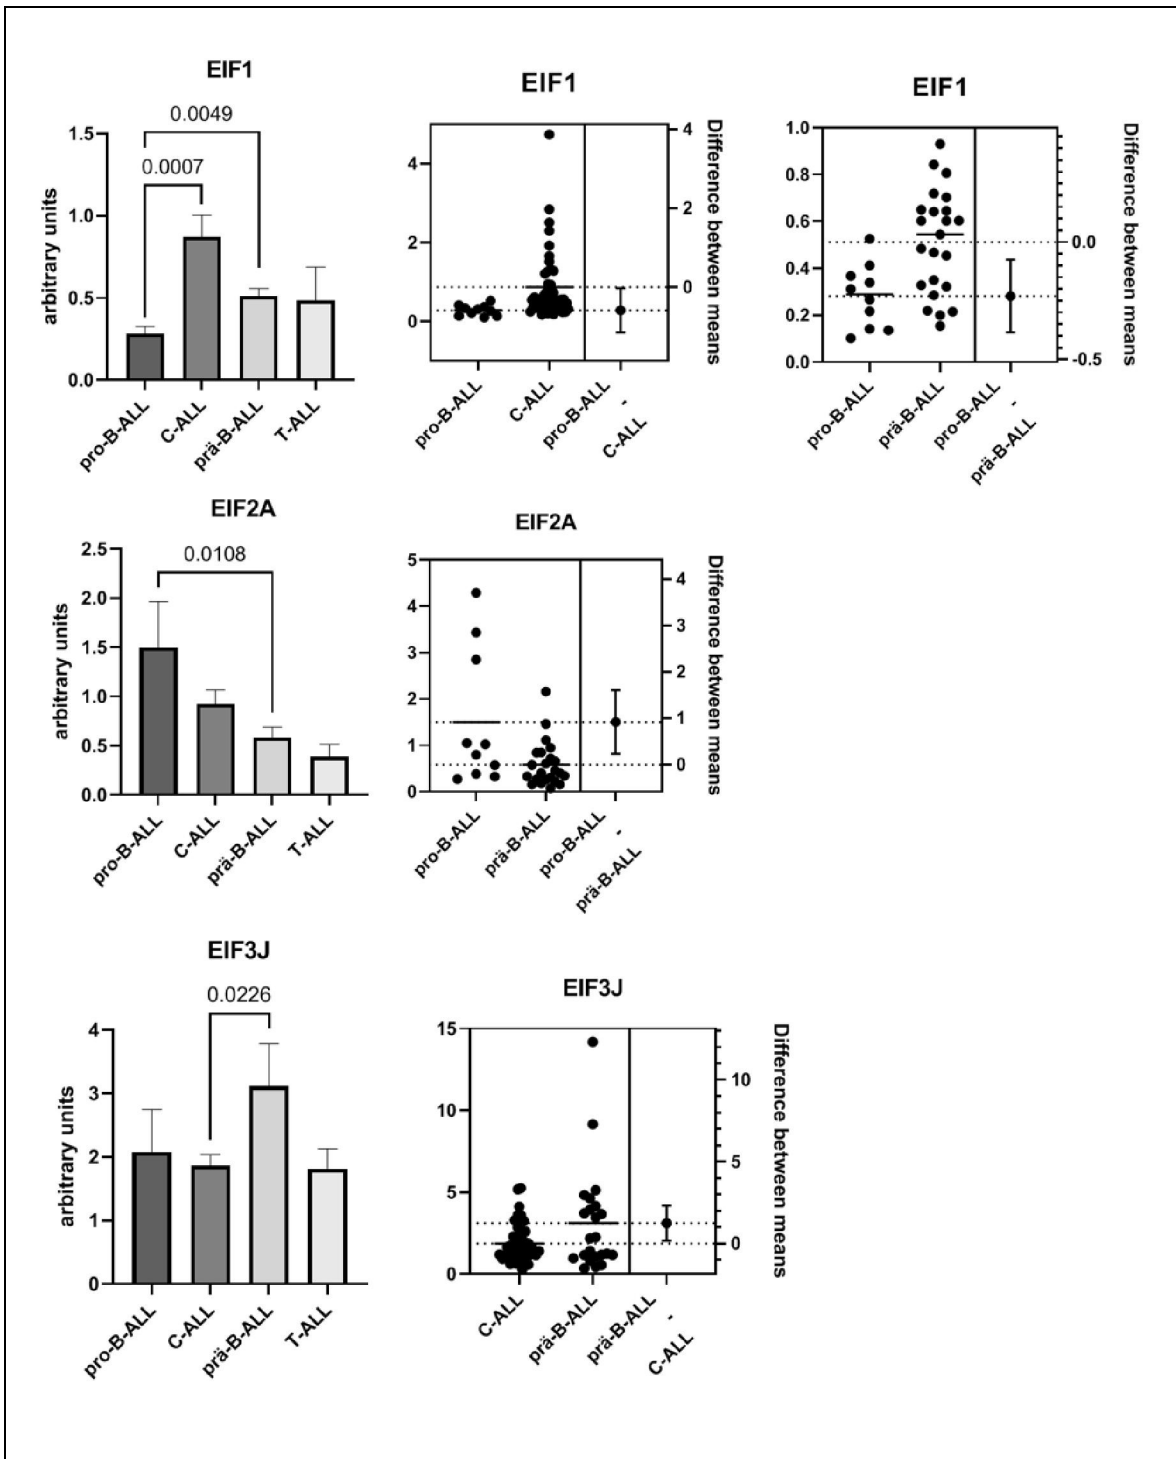 EIF1
0.0049
0.0007
arbitrary units
1.5
1.0
0.5
0.0
pro-B-ALL
C-ALL
prä-B-ALL
T-ALL
EIF1
4
2
0
4
2
0
Difference between means
pro-B-ALL
C-ALL
pro-B-ALL
-
C-ALL
EIF1
1.0
0.8
0.6
0.4
0.2
0.0
0.0
-0.5
Difference between means
pro-B-ALL
prä-B-ALL
pro-B-ALL
-
prä-B-ALL
EIF2A
0.0108
arbitrary units
2.5
2.0
1.5
1.0
0.5
0.0
pro-B-ALL
C-ALL
prä-B-ALL
T-ALL
EIF2A
5
4
3
2
1
0
4
3
2
1
0
Difference between means
pro-B-ALL
prä-B-ALL
pro-B-ALL
-
prä-B-ALL
EIF3J
0.0226
arbitrary units
4
3
2
1
0
pro-B-ALL
C-ALL
prä-B-ALL
T-ALL
EIF3J
15
10
5
0
10
5
0
Difference between means
C-ALL
prä-B-ALL
prä-B-ALL
-
C-ALL